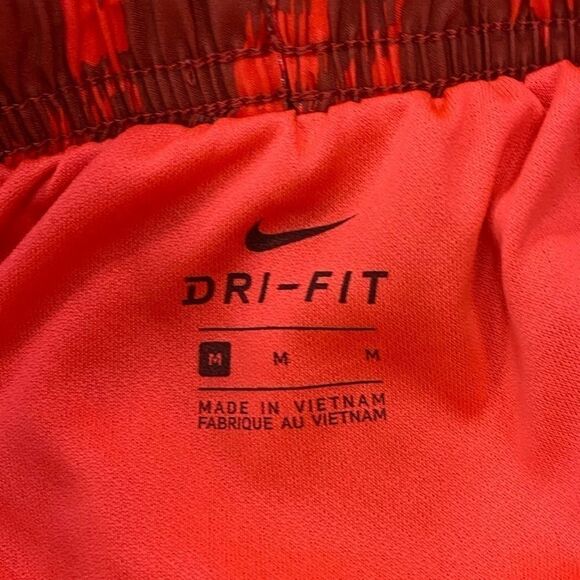 DRI-FIT
M M M
MADE IN VIETNAM
FABRIQUE AU VIETNAM